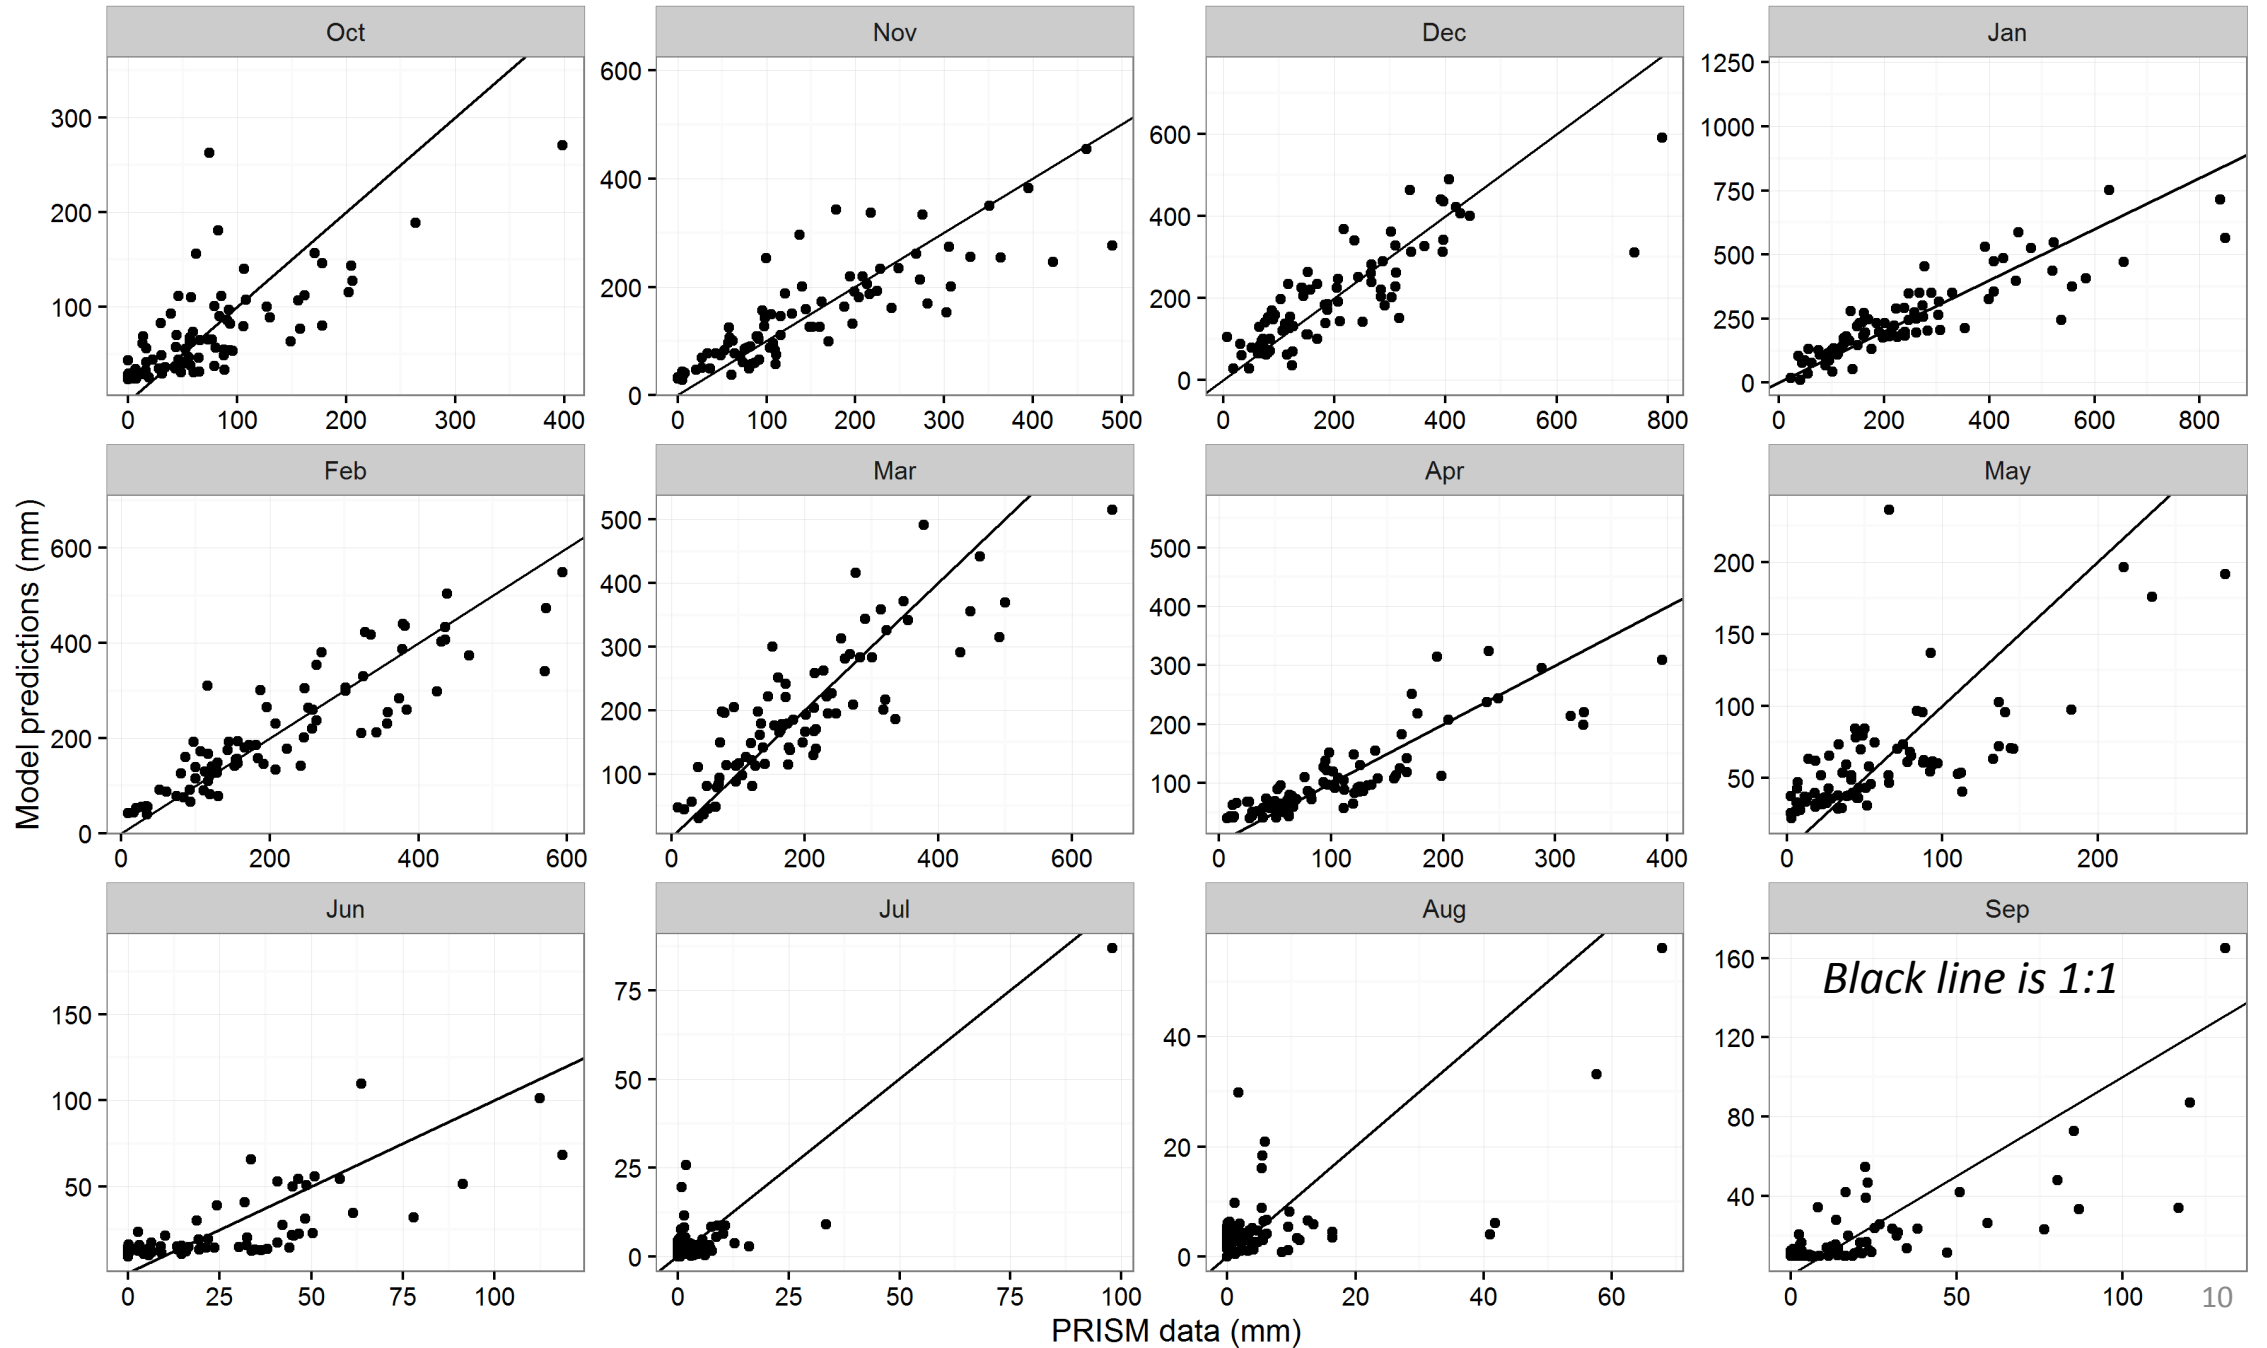 Oct Nov Dec Jan
300
200
100
0 100 200 300 400
600
400
200
0
0 100 200 300 400 500
600
400
200
0
0 200 400 600 800
1250
1000
750
500
250
0
0 200 400 600 800
Feb Mar Apr May
600
400
200
0
0 200 400 600
500
400
300
200
100
0 200 400 600
500
400
300
200
100
0 100 200 300 400
200
150
100
50
0 100 200
Jun Jul Aug Sep
150
100
50
0 25 50 75 100
75
50
25
0
0 25 50 75 100
40
20
0
0 20 40 60
Black line is 1:1
160
120
80
40
0 50 100
Model predictions (mm)
PRISM data (mm)
10